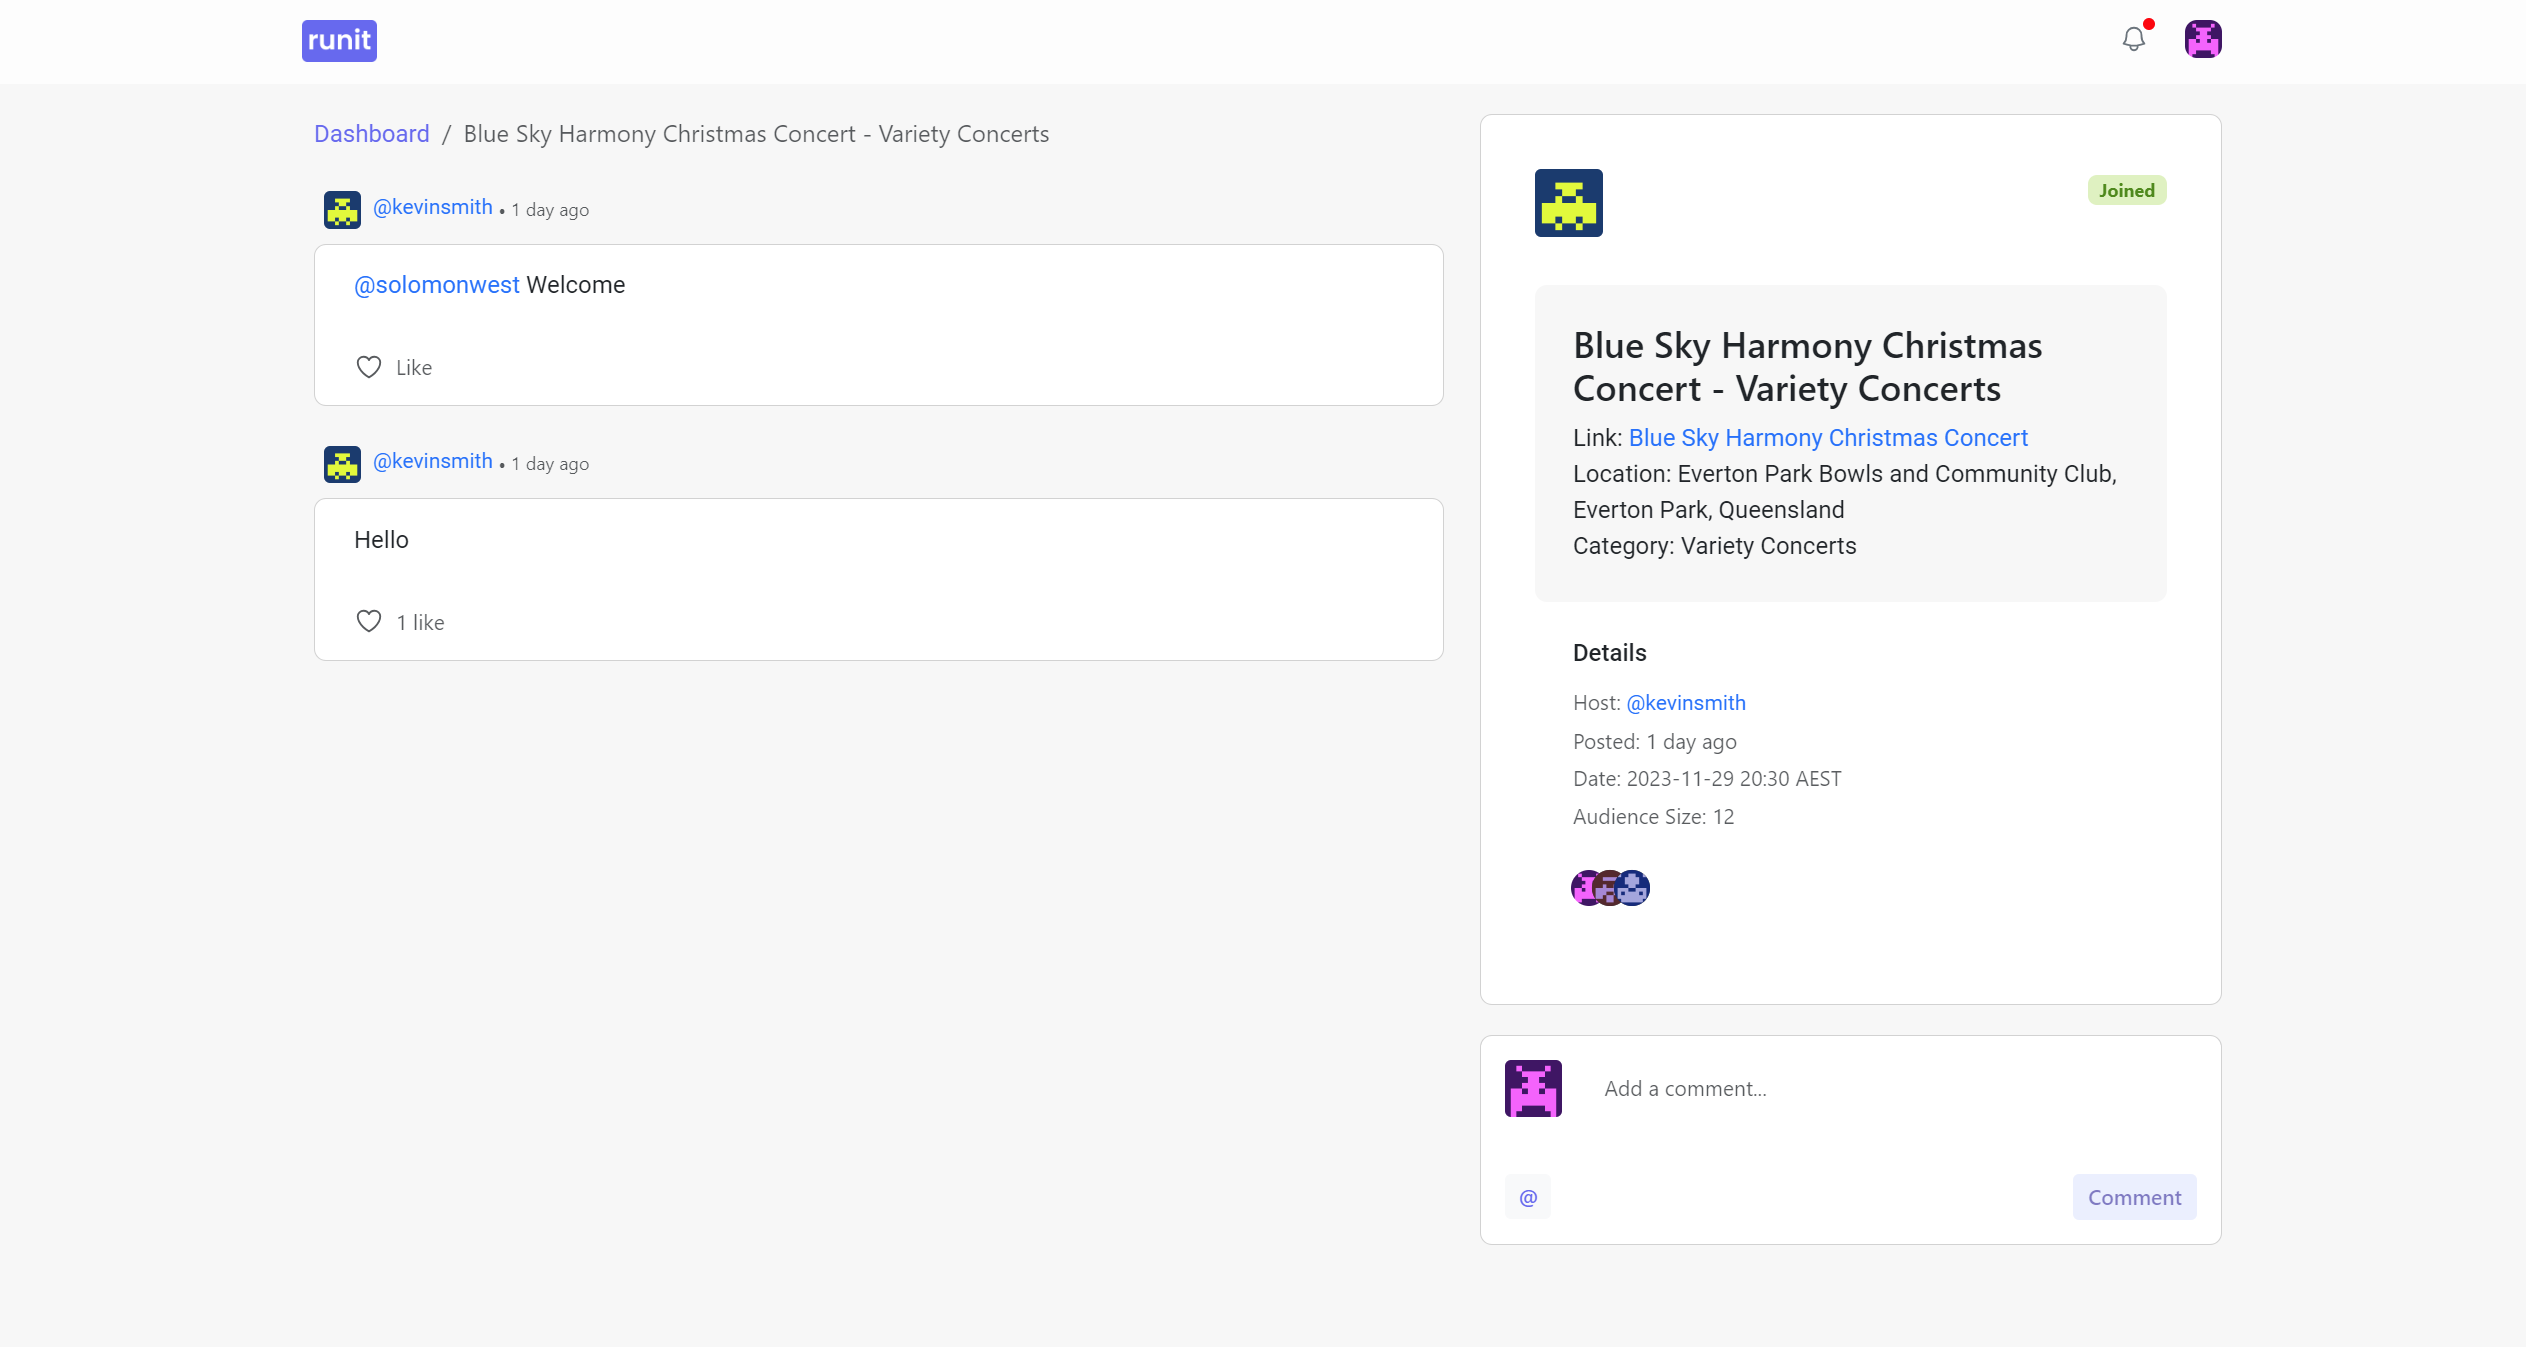 runit
Dashboard / Blue Sky Harmony Christmas Concert - Variety Concerts
@kevinsmith • 1 day ago
@solomonwest Welcome
Like
@kevinsmith • 1 day ago
Hello
1 like
Joined
Blue Sky Harmony Christmas
Concert - Variety Concerts
Link: Blue Sky Harmony Christmas Concert
Location: Everton Park Bowls and Community Club,
Everton Park, Queensland
Category: Variety Concerts
Details
Host: @kevinsmith
Posted: 1 day ago
Date: 2023-11-29 20:30 AEST
Audience Size: 12
Add a comment...
@
Comment